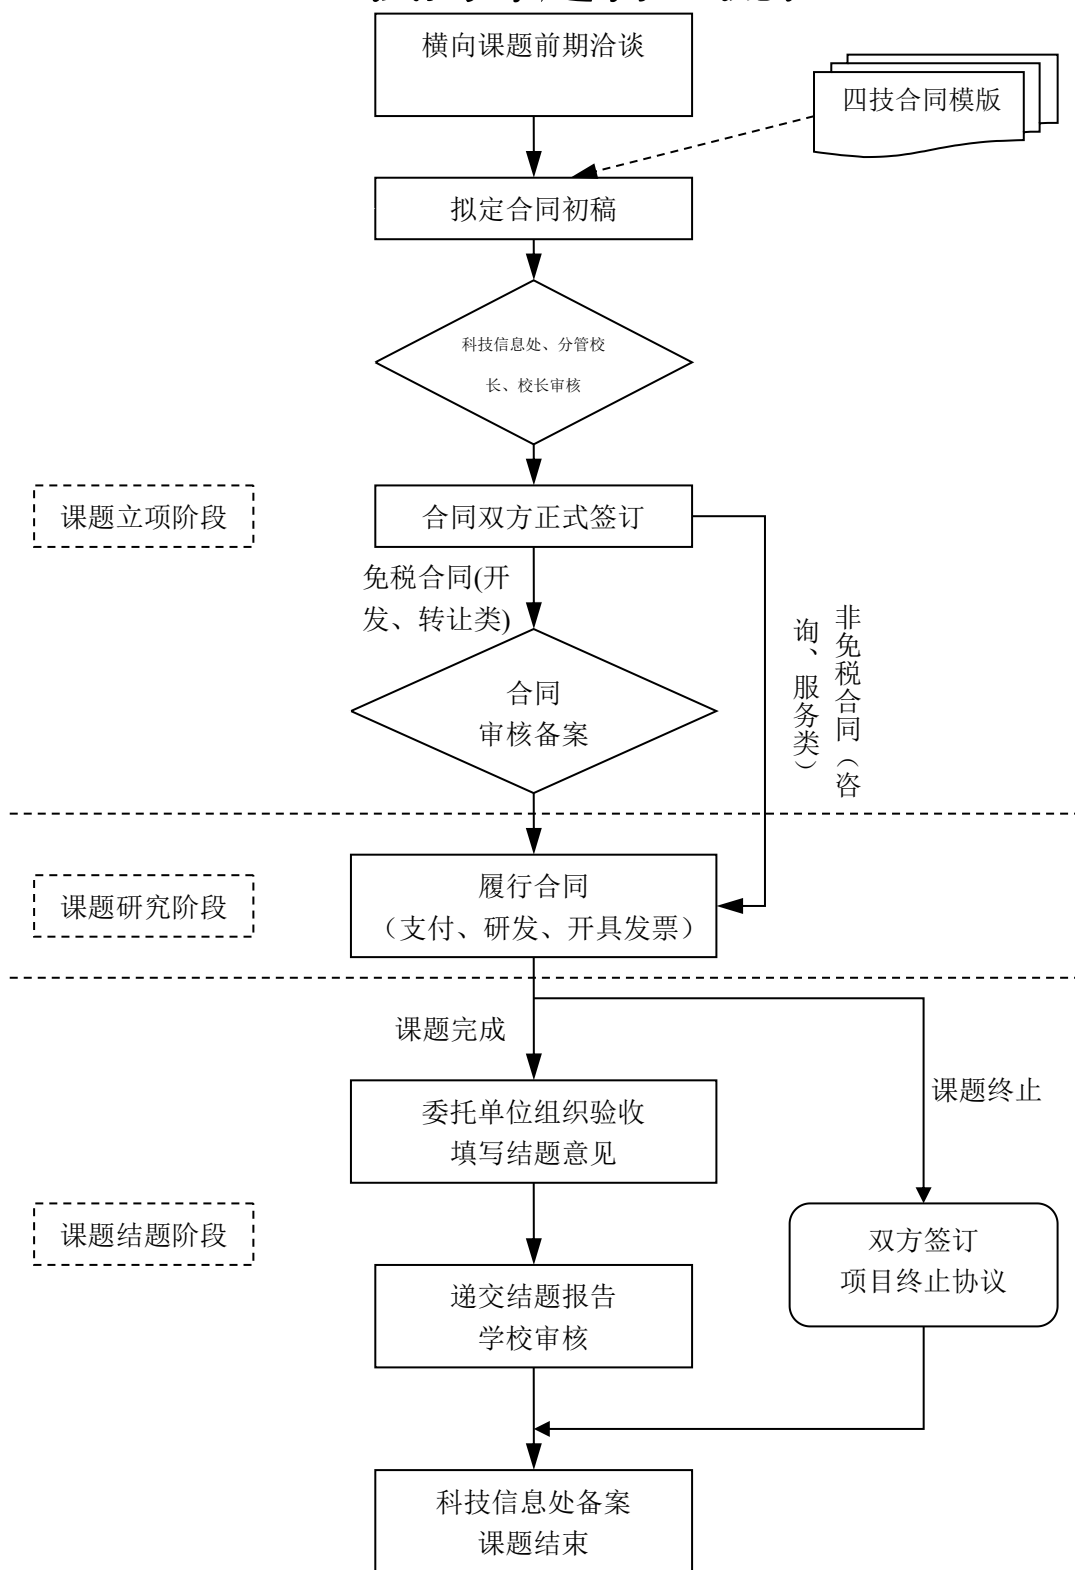 横向课题前期洽谈
四技合同模版
拟定合同初稿
科技信息处、分管校
长、校长审核
课题立项阶段
合同双方正式签订
免税合同(开
发、转让类)
非免税合同（咨
询、服务类）
合同
审核备案
课题研究阶段
履行合同
（支付、研发、开具发票）
课题完成
课题终止
委托单位组织验收
填写结题意见
课题结题阶段
双方签订
项目终止协议
递交结题报告
学校审核
科技信息处备案
课题结束